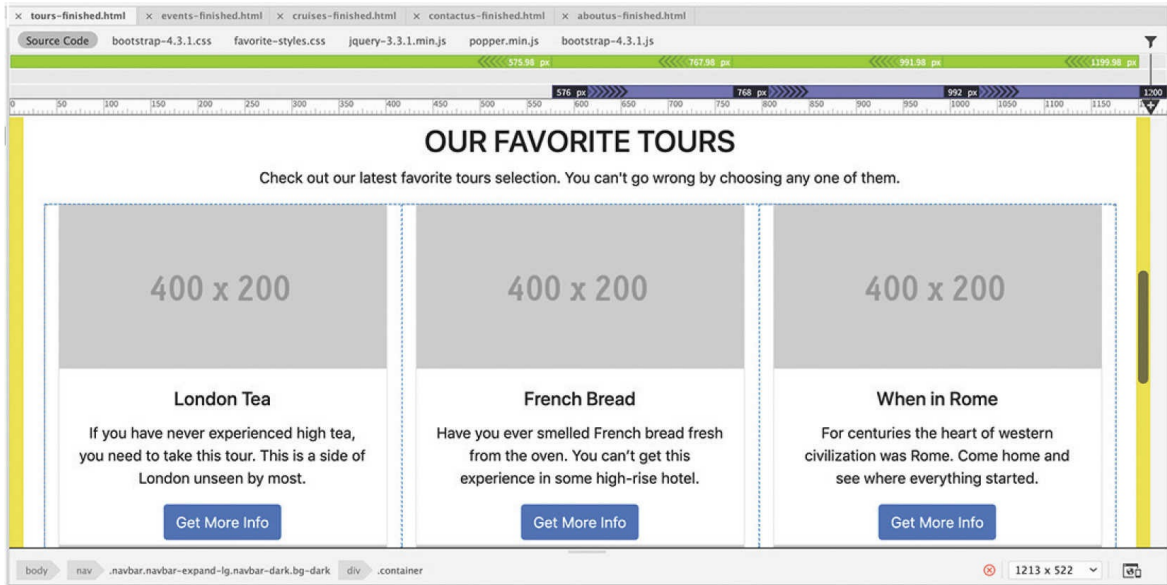 × tours-finished.html × events-finished.html × cruises-finished.html × contactus-finished.html × aboutus-finished.html
Source Code bootstrap-4.3.1.css favorite-styles.css jquery-3.3.1.min.js popper.min.js bootstrap-4.3.1.js
575.98 px 767.98 px 991.98 px 1199.98 px
576 px 768 px 992 px 1200
0 50 100 150 200 250 300 350 400 450 500 550 600 650 700 750 800 850 900 950 1000 1050 1100 1150
OUR FAVORITE TOURS
Check out our latest favorite tours selection. You can't go wrong by choosing any one of them.
400 x 200 400 x 200 400 x 200
London Tea
If you have never experienced high tea,
you need to take this tour. This is a side of
London unseen by most.
Get More Info
French Bread
Have you ever smelled French bread fresh
from the oven. You can't get this
experience in some high-rise hotel.
Get More Info
When in Rome
For centuries the heart of western
civilization was Rome. Come home and
see where everything started.
Get More Info
body nav .navbar.navbar-expand-lg.navbar-dark.bg-dark div .container 1213 x 522